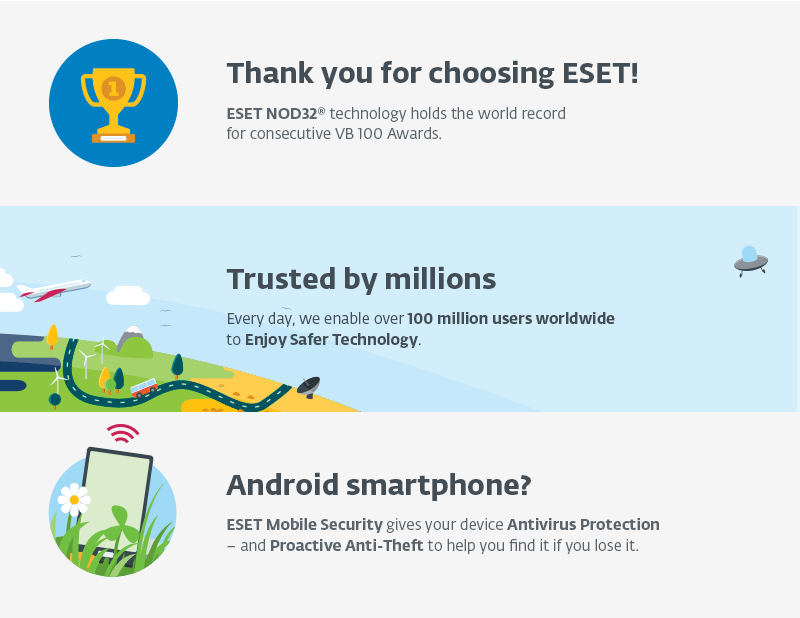 1
Thank you for choosing ESET!
ESET NOD32® technology holds the world record
for consecutive VB 100 Awards.
Trusted by millions
Every day, we enable over 100 million users worldwide
to Enjoy Safer Technology.
Android smartphone?
ESET Mobile Security gives your device Antivirus Protection
– and Proactive Anti-Theft to help you find it if you lose it.